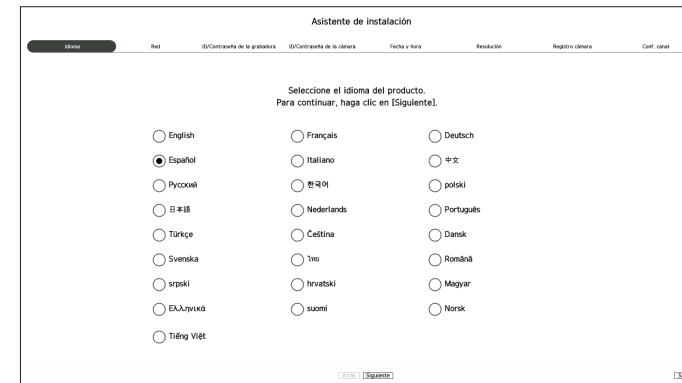 Asistente de instalación
Idioma Red ID/Contraseña de la grabadora ID/Contraseña de la cámara Fecha y hora Resolución Registro cámara Conf. canal
Seleccione el idioma del producto.
Para continuar, haga clic en [Siguiente].
English Français Deutsch
Español Italiano 中文
Русский 한국어 polski
日本語 Nederlands Português
Türkçe Čeština Dansk
Svenska ไทย Română
srpski hrvatski Magyar
Ελληνικά suomi Norsk
Tiếng Việt
Atrás Siguiente S